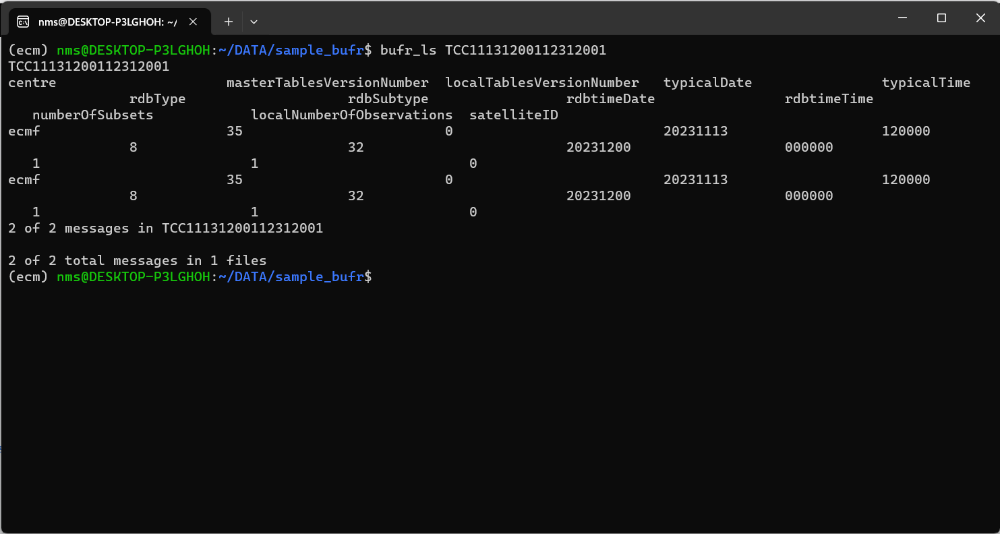 nms@DESKTOP-P3LGHOH: ~/
(ecm) nms@DESKTOP-P3LGHOH:~/DATA/sample_bufr$ bufr_ls TCC11131200112312001
TCC11131200112312001
centre masterTablesVersionNumber localTablesVersionNumber typicalDate typicalTime
rdbType rdbSubtype rdbtimeDate rdbtimeTime
numberOfSubsets localNumberOfObservations satelliteID
ecmf 35 0 20231113 120000
8 32 20231200 000000
1 1 0
ecmf 35 0 20231113 120000
8 32 20231200 000000
1 1 0
2 of 2 messages in TCC11131200112312001
2 of 2 total messages in 1 files
(ecm) nms@DESKTOP-P3LGHOH:~/DATA/sample_bufr$